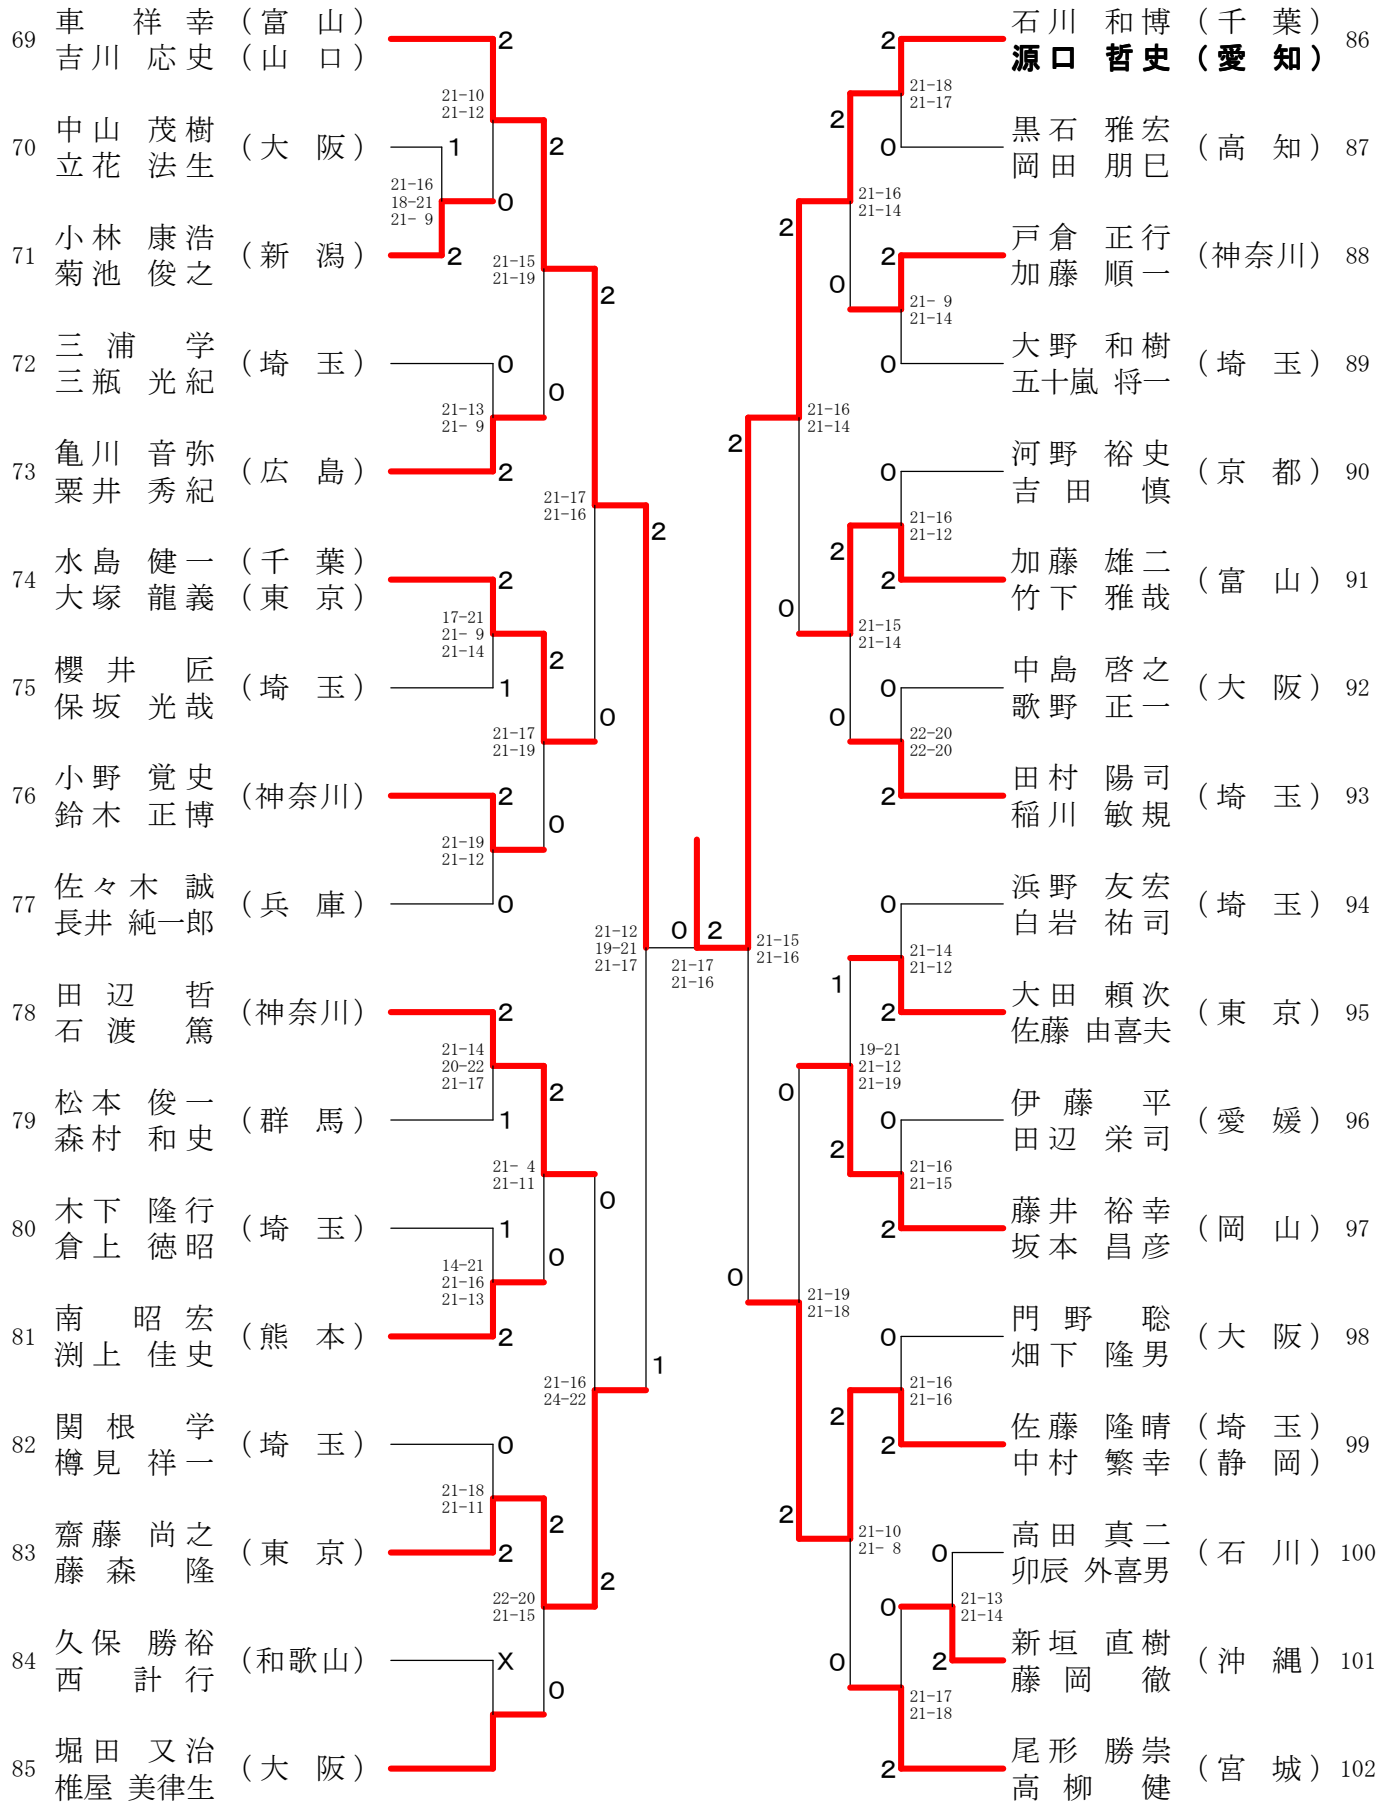 69 車 祥幸 (富山)
吉川 応史 (山口)
2
21-10
21-12
70 中山 茂樹 (大阪)
立花 法生
1
2
21-16
18-21
21- 9
0
71 小林 康浩 (新潟)
菊池 俊之
2
21-15
21-19
2
72 三浦 学 (埼玉)
三瓶 光紀
0
21-13
21- 9
0
73 亀川 音弥 (広島)
粟井 秀紀
2
21-17
21-16
2
74 水島 健一 (千葉)
大塚 龍義 (東京)
2
17-21
21- 9
21-14
2
75 櫻井 匠 (埼玉)
保坂 光哉
1
21-17
21-19
0
76 小野 覚史 (神奈川)
鈴木 正博
2
21-19
21-12
0
77 佐々木 誠 (兵庫)
長井 純一郎
0
21-12
19-21
21-17
0
2
21-17
21-16
78 田辺 哲 (神奈川)
石渡 篤
2
21-14
20-22
21-17
2
79 松本 俊一 (群馬)
森村 和史
1
21- 4
21-11
0
80 木下 隆行 (埼玉)
倉上 徳昭
1
14-21
21-16
21-13
0
81 南 昭宏 (熊本)
渕上 佳史
2
21-16
24-22
1
82 関根 学 (埼玉)
樽見 祥一
0
21-18
21-11
2
83 齋藤 尚之 (東京)
藤森 隆
2
22-20
21-15
2
84 久保 勝裕 (和歌山)
西 計行
X
0
85 堀田 又治 (大阪)
椎屋 美律生
石川 和博 (千葉) 86
源口 哲史 (愛知)
2
21-18
21-17
2
黒石 雅宏 (高知) 87
岡田 朋巳
0
21-16
21-14
2
戸倉 正行 (神奈川) 88
加藤 順一
2
0
21- 9
21-14
大野 和樹 (埼玉) 89
五十嵐 将一
0
21-16
21-14
2
河野 裕史 (京都) 90
吉田 慎
0
21-16
21-12
2
加藤 雄二 (富山) 91
竹下 雅哉
2
0
21-15
21-14
中島 啓之 (大阪) 92
歌野 正一
0
0
22-20
22-20
田村 陽司 (埼玉) 93
稲川 敏規
2
浜野 友宏 (埼玉) 94
白岩 祐司
0
21-15
21-16
21-14
21-12
1
大田 頼次 (東京) 95
佐藤 由喜夫
2
19-21
21-12
21-19
0
伊藤 平 (愛媛) 96
田辺 栄司
0
2
21-16
21-15
藤井 裕幸 (岡山) 97
坂本 昌彦
2
0
21-19
21-18
門野 聡 (大阪) 98
畑下 隆男
0
21-16
21-16
2
佐藤 隆晴 (埼玉) 99
中村 繁幸 (静岡)
2
2
21-10
21- 8
高田 真二 (石川) 100
卯辰 外喜男
0
21-13
21-14
0
新垣 直樹 (沖縄) 101
藤岡 徹
2
0
21-17
21-18
尾形 勝崇 (宮城) 102
高柳 健
2